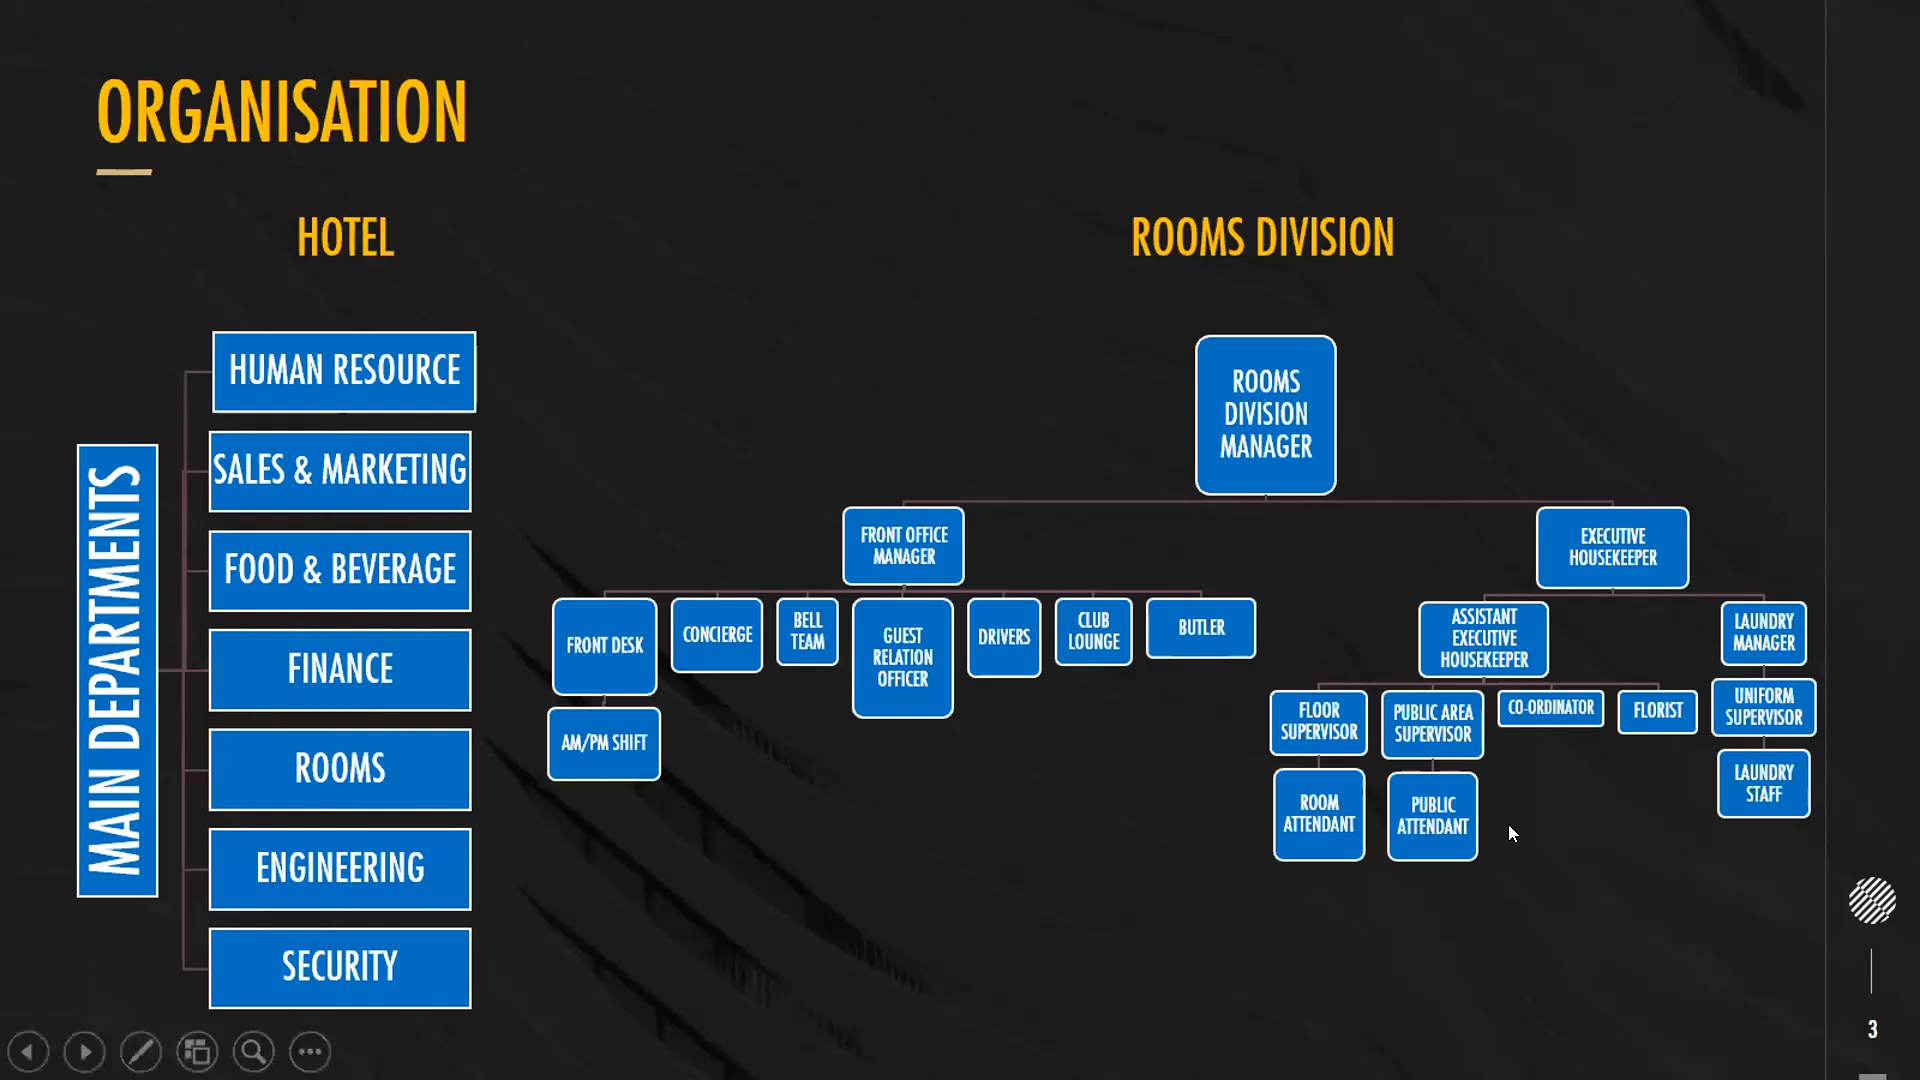 ORGANISATION
HOTEL
ROOMS DIVISION
MAIN DEPARTMENTS
HUMAN RESOURCE
SALES & MARKETING
FOOD & BEVERAGE
FINANCE
ROOMS
ENGINEERING
SECURITY
ROOMS
DIVISION
MANAGER
FRONT OFFICE
MANAGER
EXECUTIVE
HOUSEKEEPER
FRONT DESK
CONCIERGE
BELL
TEAM
GUEST
RELATION
OFFICER
DRIVERS
CLUB
LOUNGE
BUTLER
AM/PM SHIFT
ASSISTANT
EXECUTIVE
HOUSEKEEPER
LAUNDRY
MANAGER
FLOOR
SUPERVISOR
PUBLIC AREA
SUPERVISOR
CO-ORDINATOR
FLORIST
UNIFORM
SUPERVISOR
ROOM
ATTENDANT
PUBLIC
ATTENDANT
LAUNDRY
STAFF
3